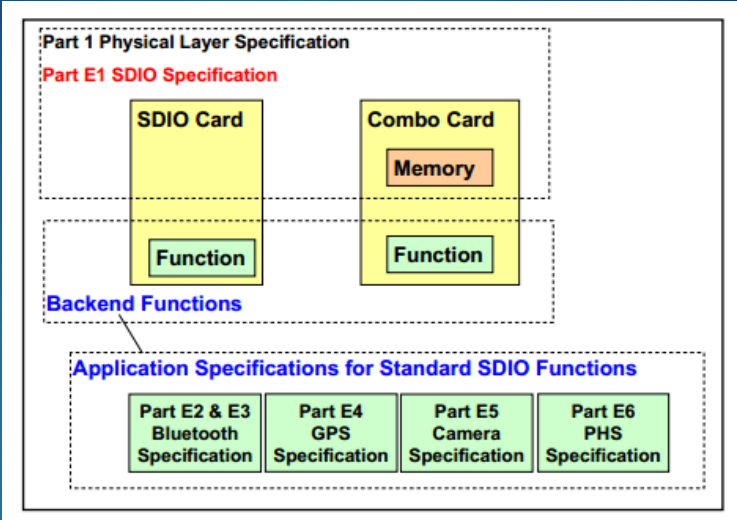 Part 1 Physical Layer Specification
Part E1 SDIO Specification
SDIO Card
Combo Card
Memory
Function
Function
Backend Functions
Application Specifications for Standard SDIO Functions
Part E2 & E3
Bluetooth
Specification
Part E4
GPS
Specification
Part E5
Camera
Specification
Part E6
PHS
Specification